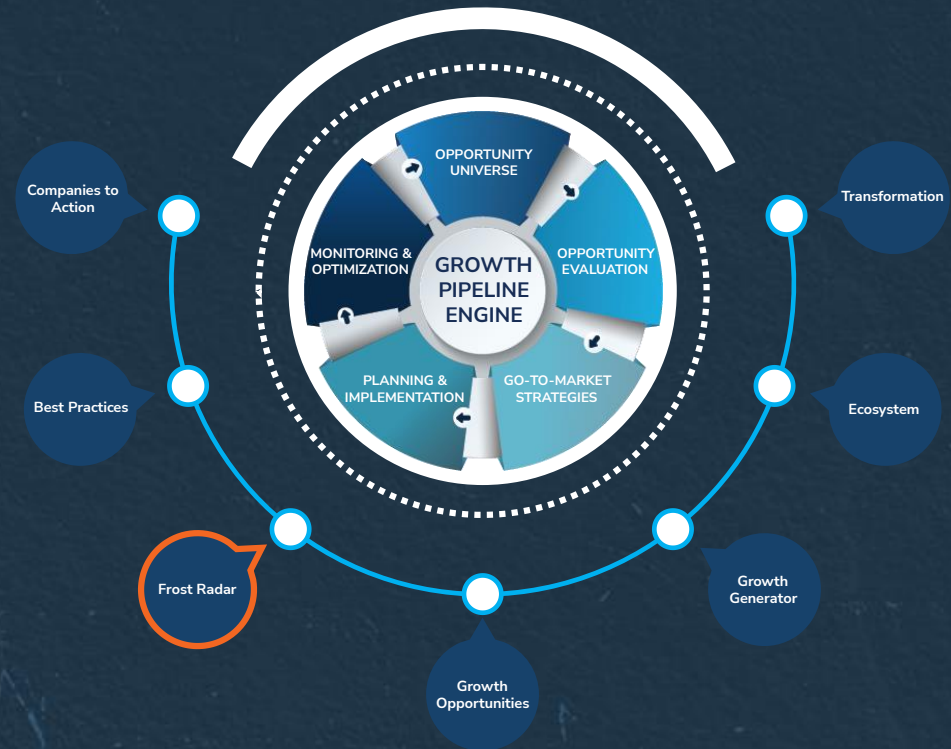 OPPORTUNITY
UNIVERSE
OPPORTUNITY
EVALUATION
GO-TO-MARKET
STRATEGIES
PLANNING &
IMPLEMENTATION
MONITORING &
OPTIMIZATION
GROWTH
PIPELINE
ENGINE
Companies to
Action
Best Practices
Frost Radar
Growth
Opportunities
Growth
Generator
Ecosystem
Transformation